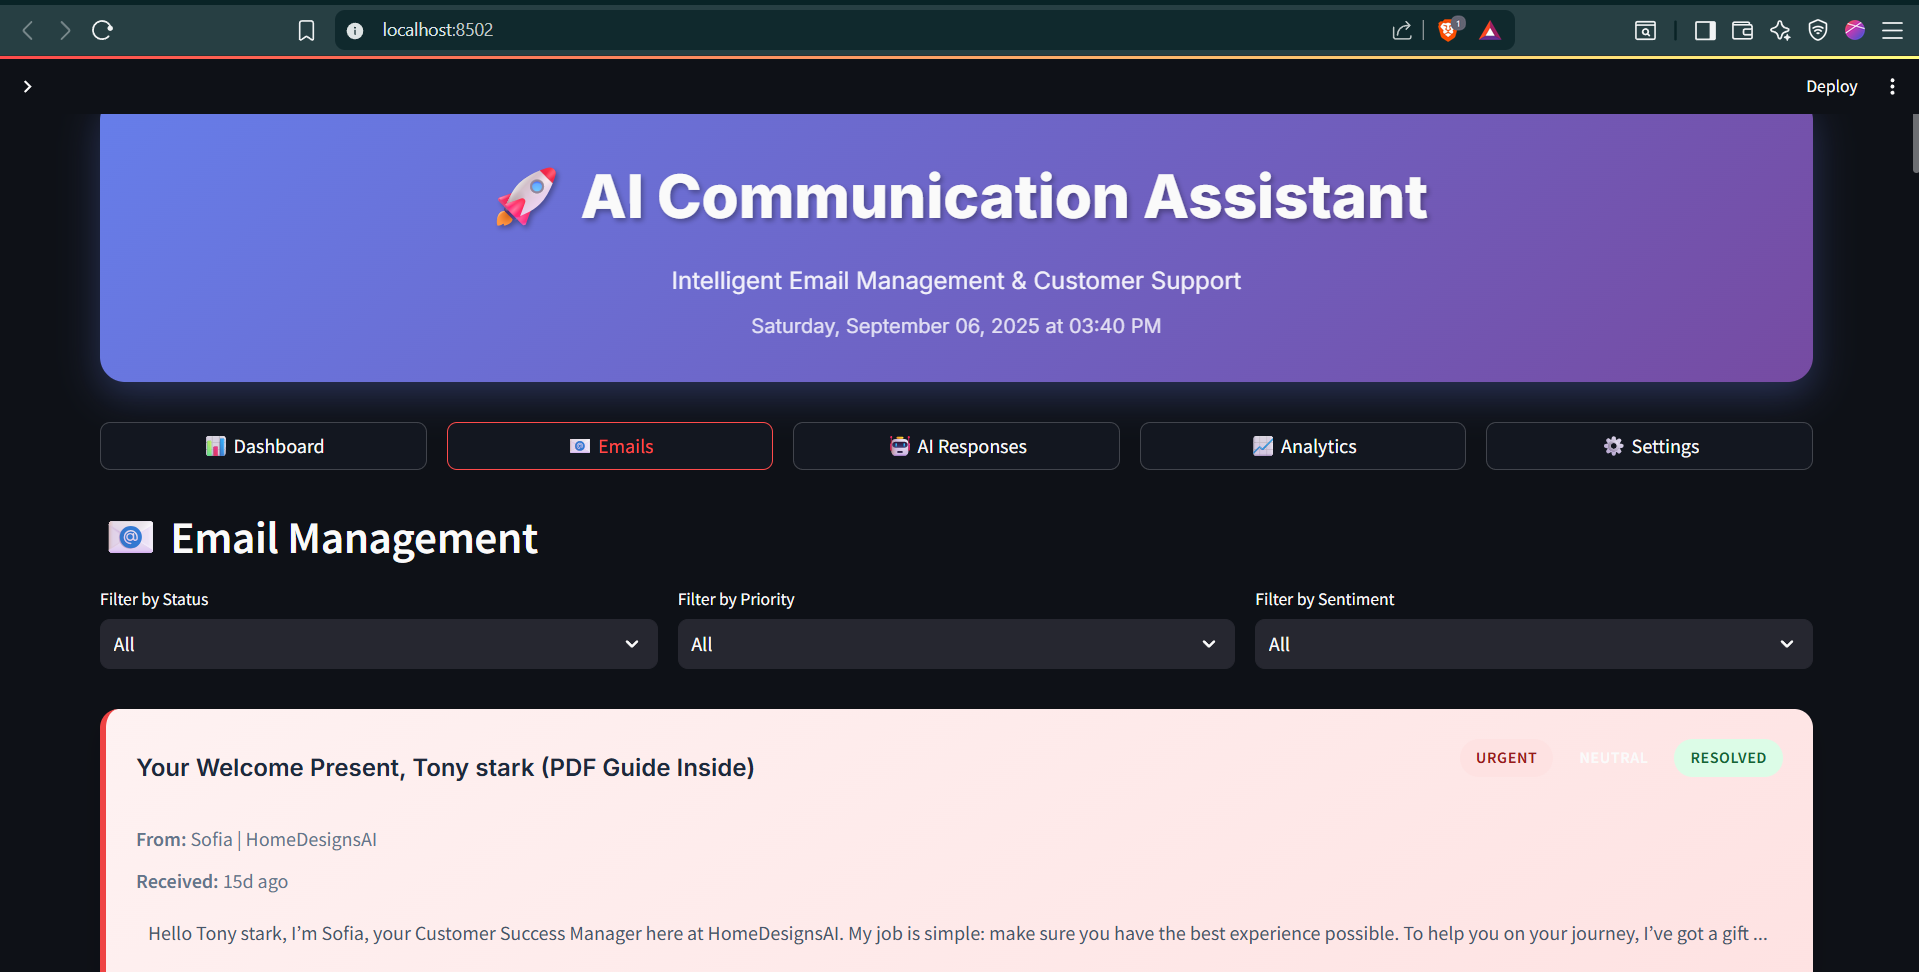 localhost:8502
1
Deploy
🚀 AI Communication Assistant
Intelligent Email Management & Customer Support
Saturday, September 06, 2025 at 03:40 PM
📊 Dashboard
📧 Emails
🤖 AI Responses
📈 Analytics
⚙️ Settings
📧 Email Management
Filter by Status
Filter by Priority
Filter by Sentiment
All
All
All
Your Welcome Present, Tony stark (PDF Guide Inside)
URGENT
NEUTRAL
RESOLVED
From: Sofia | HomeDesignsAI
Received: 15d ago
Hello Tony stark, I’m Sofia, your Customer Success Manager here at HomeDesignsAI. My job is simple: make sure you have the best experience possible. To help you on your journey, I’ve got a gift ...